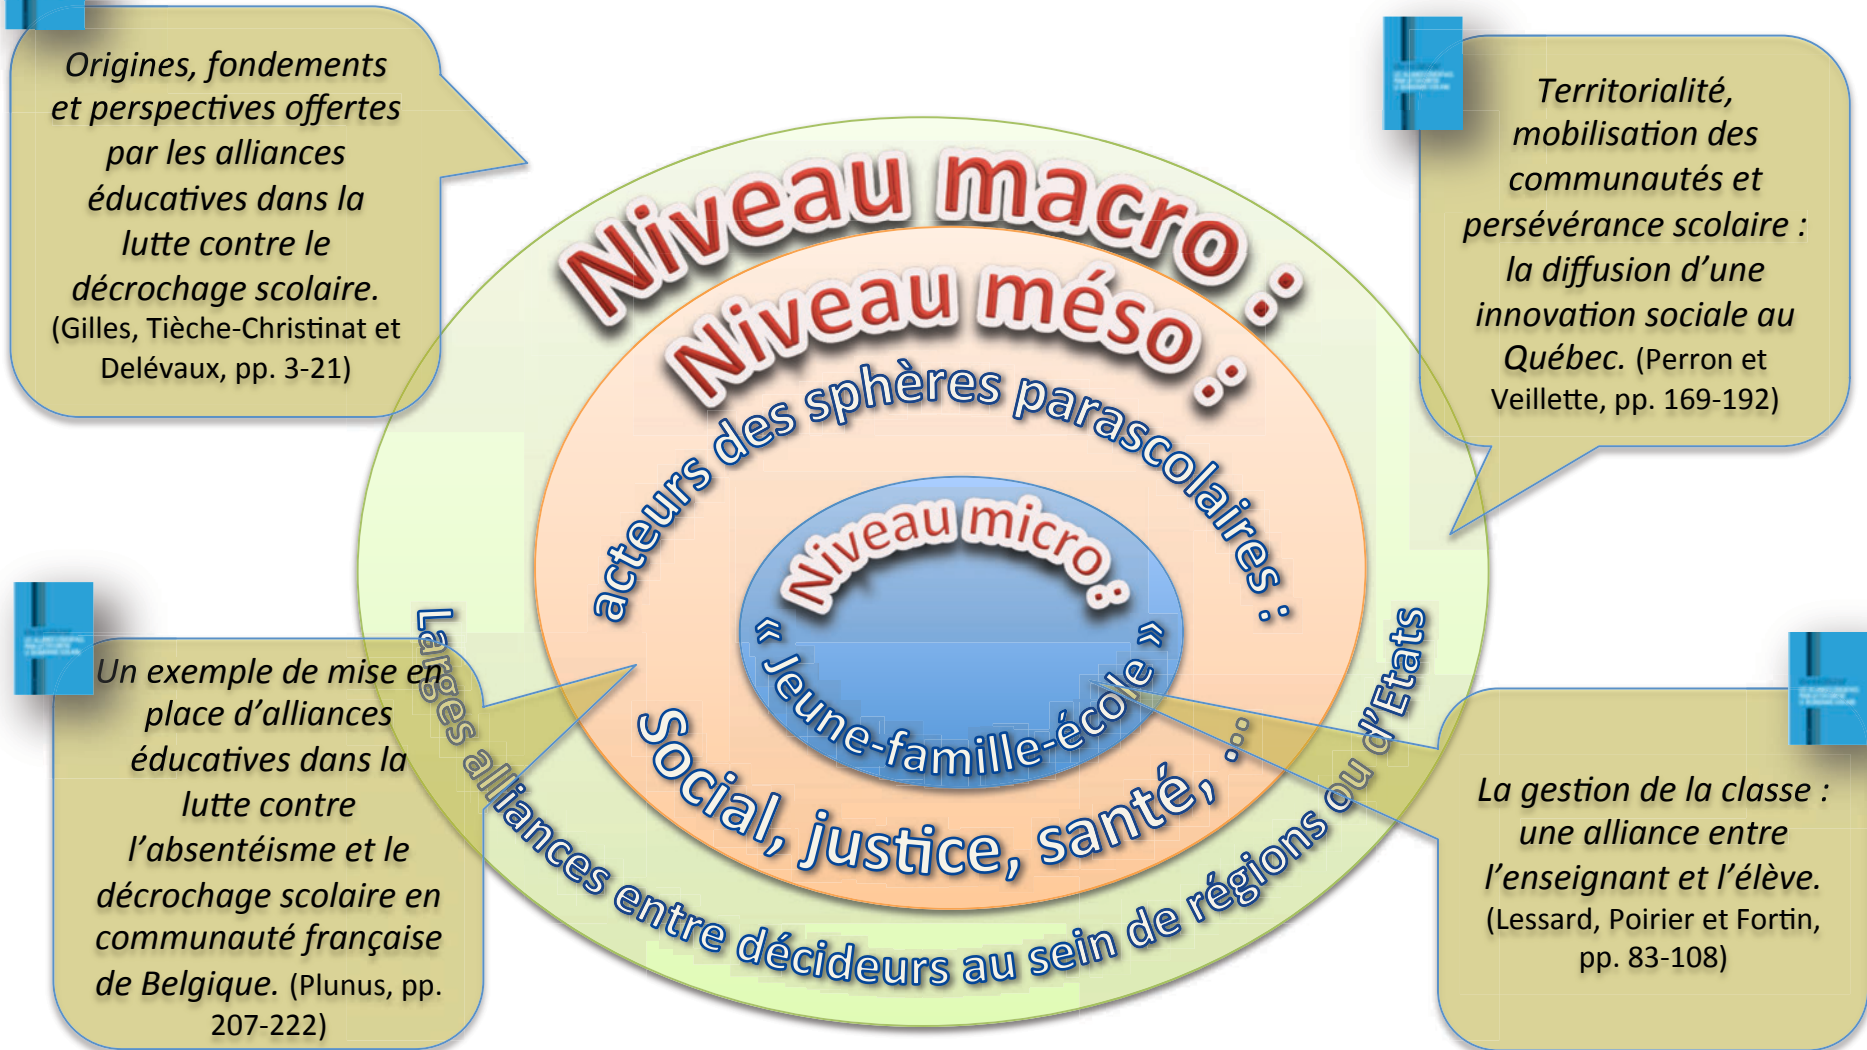 Origines, fondements
et perspectives offertes
par les alliances
éducatives dans la
lutte contre le
décrochage scolaire.
(Gilles, Tièche-Christinat et
Delévaux, pp. 3-21)
Territorialité,
mobilisation des
communautés et
persévérance scolaire :
la diffusion d’une
innovation sociale au
Québec. (Perron et
Veillette, pp. 169-192)
Niveau macro :
Niveau méso :
acteurs des sphères parascolaires :
Niveau micro :
« Jeune-famille-école »
Social, justice, santé, ...
Larges alliances entre décideurs au sein de régions ou d’Etats
Un exemple de mise en
place d’alliances
éducatives dans la
lutte contre
l’absentéisme et le
décrochage scolaire en
communauté française
de Belgique. (Plunus, pp.
207-222)
La gestion de la classe :
une alliance entre
l’enseignant et l’élève.
(Lessard, Poirier et Fortin,
pp. 83-108)